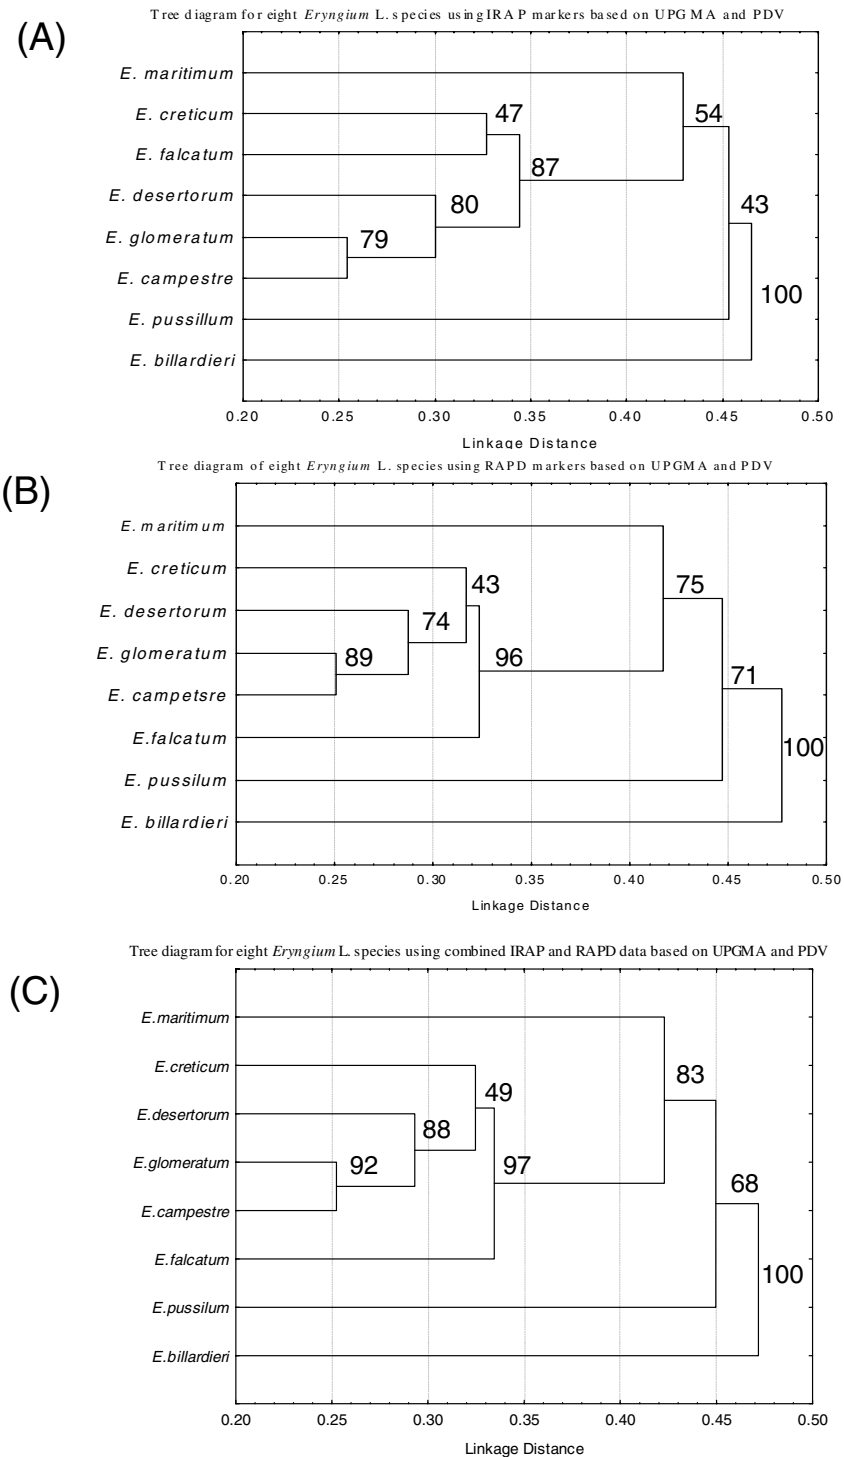 (A)
Tree diagram for eight Eryngium L. species using IRAP markers based on UPGMA and PDV
E. maritimum
E. creticum
E. falcatum
E. desertorum
E. glomeratum
E. campestre
E. pussillum
E. billardieri
47
54
87
80
43
79
100
0.20 0.25 0.30 0.35 0.40 0.45 0.50
Linkage Distance
(B)
Tree diagram of eight Eryngium L. species using RAPD markers based on UPGMA and PDV
E. maritimum
E. creticum
E. desertorum
E. glomeratum
E. campetsre
E.falcatum
E. pussilum
E. billardieri
43
75
74
89
96
71
100
0.20 0.25 0.30 0.35 0.40 0.45 0.50
Linkage Distance
(C)
Tree diagram for eight Eryngium L. species using combined IRAP and RAPD data based on UPGMA and PDV
E.maritimum
E.creticum
E.desertorum
E.glomeratum
E.campestre
E.falcatum
E.pussilum
E.billardieri
83
49
88
92
97
68
100
0.20 0.25 0.30 0.35 0.40 0.45 0.50
Linkage Distance